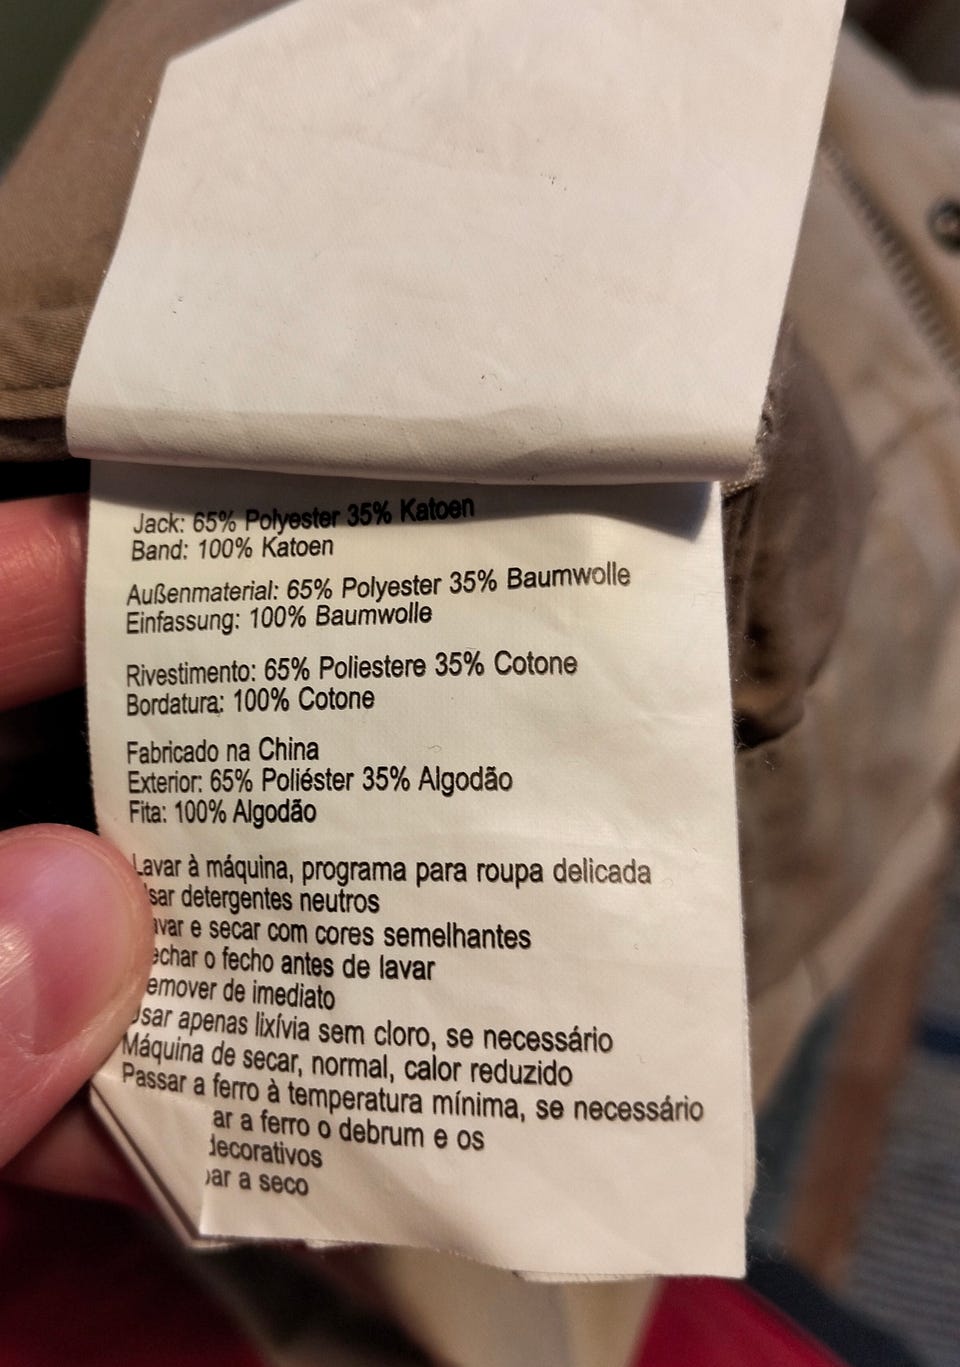 Jack: 65% Polyester 35% Katoen
Band: 100% Katoen
Außenmaterial: 65% Polyester 35% Baumwolle
Einfassung: 100% Baumwolle
Rivestimento: 65% Poliestere 35% Cotone
Bordatura: 100% Cotone
Fabricado na China
Exterior: 65% Poliéster 35% Algodão
Fita: 100% Algodão
Lavar à máquina, programa para roupa delicada
detergentes neutros
e secar com cores semelhantes
o fecho antes de lavar
de imediato
Usar apenas lixívia sem cloro, se necessário
Máquina de secar, normal, calor reduzido
Passar a ferro à temperatura mínima, se necessário
a ferro o debrum e os
decorativos
a seco